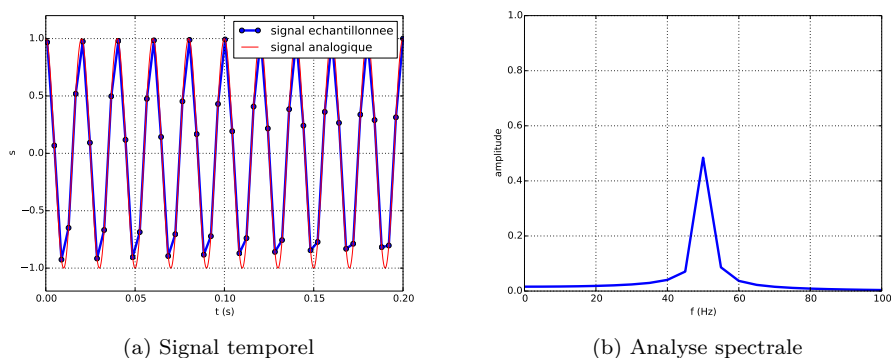 1.0
0.5
0.0
−0.5
−1.0
s
0.00
0.05
0.10
0.15
0.20
t (s)
signal echantillonnee
signal analogique
(a) Signal temporel
1.0
0.8
0.6
0.4
0.2
0.0
amplitude
0
20
40
60
80
100
f (Hz)
(b) Analyse spectrale